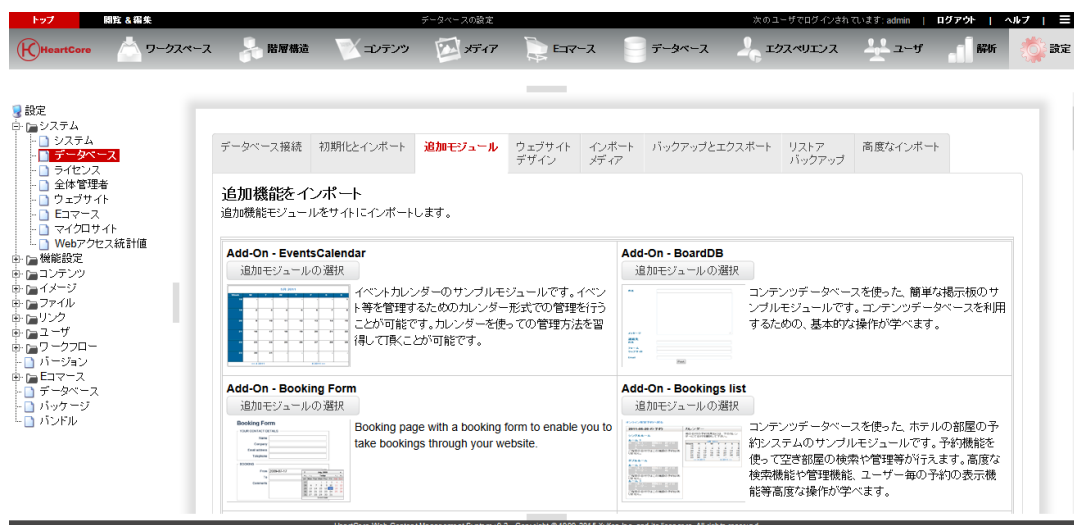 トップ
閲覧 & 編集
データベースの設定
次のユーザでログインされています: admin | ログアウト | ヘルプ |
HeartCore
ワークスペース
階層構造
コンテンツ
メディア
Eコマース
データベース
エクスペリエンス
ユーザ
解析
設定
設定
システム
システム
データベース
ライセンス
全体管理者
ウェブサイト
Eコマース
マイクロサイト
Webアクセス統計値
機能設定
コンテンツ
イメージ
ファイル
リンク
ユーザ
ワークフロー
バージョン
Eコマース
データベース
パッケージ
バンドル
データベース接続
初期化とインポート
追加モジュール
ウェブサイト
デザイン
インポート
メディア
バックアップとエクスポート
リストア
バックアップ
高度なインポート
追加機能をインポート
追加機能モジュールをサイトにインポートします。
Add-On - EventsCalendar
追加モジュールの選択
イベントカレンダーのサンプルモジュールです。イベン
ト等を管理するためのカレンダー形式での管理を行う
ことが可能です。カレンダーを使っての管理方法を習
得して頂くことが可能です。
Add-On - BoardDB
追加モジュールの選択
コンテンツデータベースを使った、簡単な掲示板のサ
ンプルモジュールです。コンテンツデータベースを利用
するための、基本的な操作が学べます。
Add-On - Booking Form
追加モジュールの選択
Booking Form
Booking page with a booking form to enable you to
take bookings through your website.
Add-On - Bookings list
追加モジュールの選択
コンテンツデータベースを使った、ホテルの部屋の予
約システムのサンプルモジュールです。予約機能を
使って空き部屋の検索や管理等が行えます。高度な
検索機能や管理機能、ユーザー毎の予約の表示機
能等高度な操作が学べます。